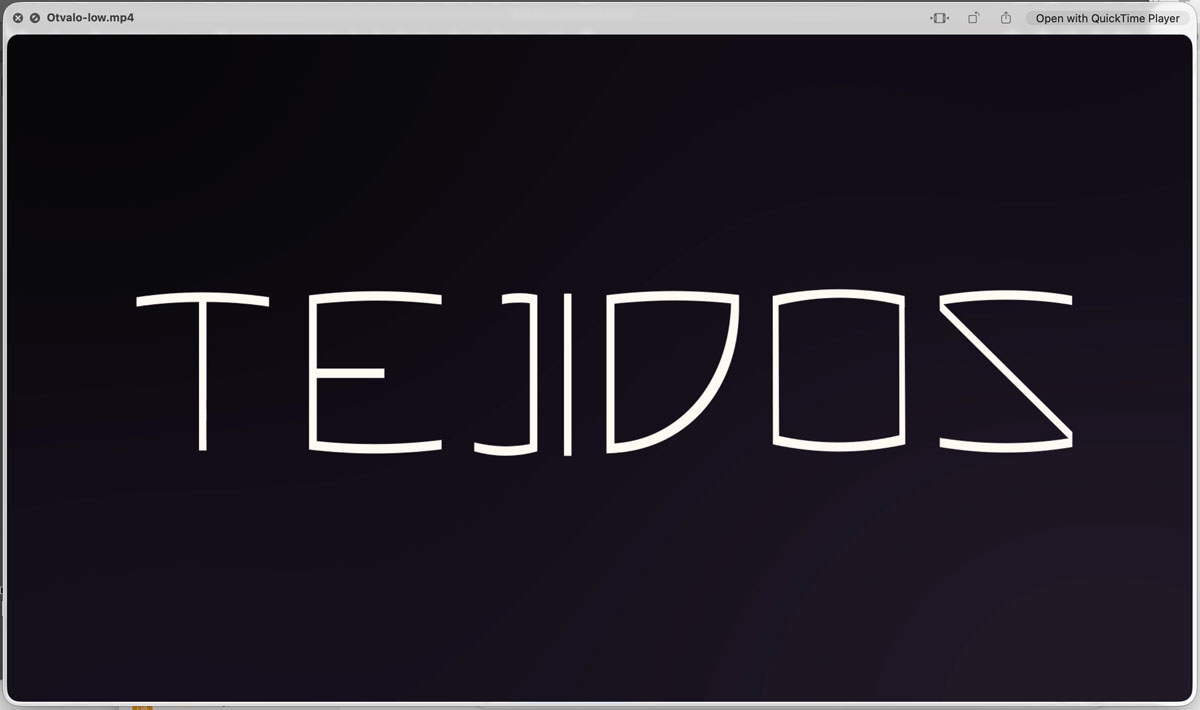 Otvalo-low.mp4
Open with QuickTime Player
TEJIDOS